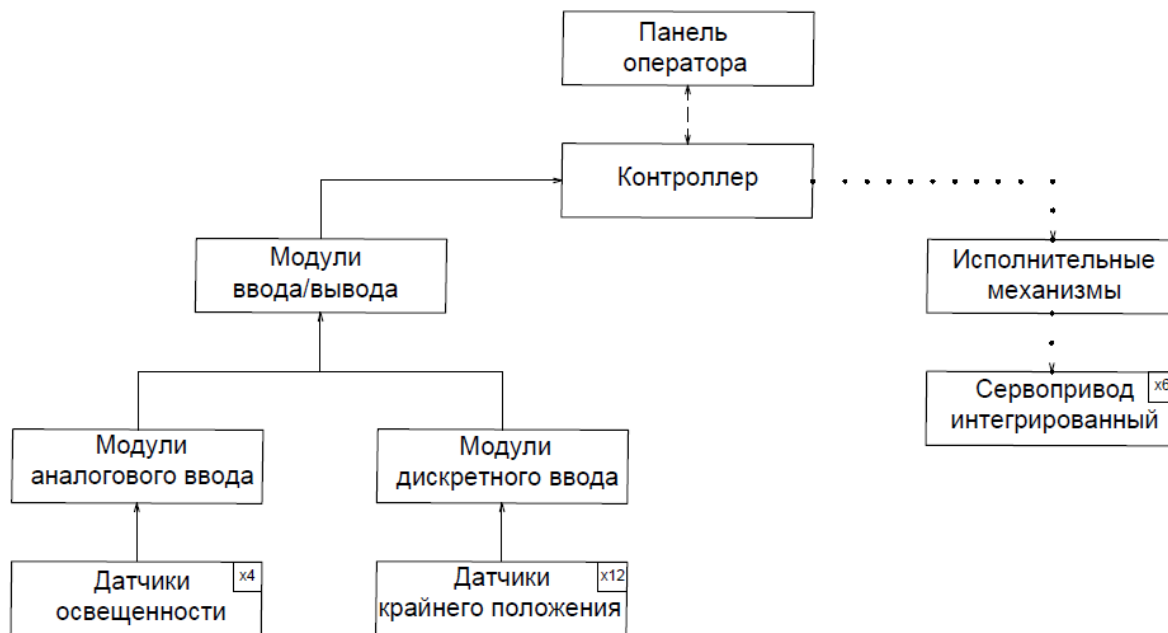 Панель
оператора
Контроллер
Модули
ввода/вывода
Исполнительные
механизмы
Сервопривод
интегрированный
x6
Модули
аналогового ввода
Модули
дискретного ввода
Датчики
освещенности
x4
Датчики
крайнего положения
x12